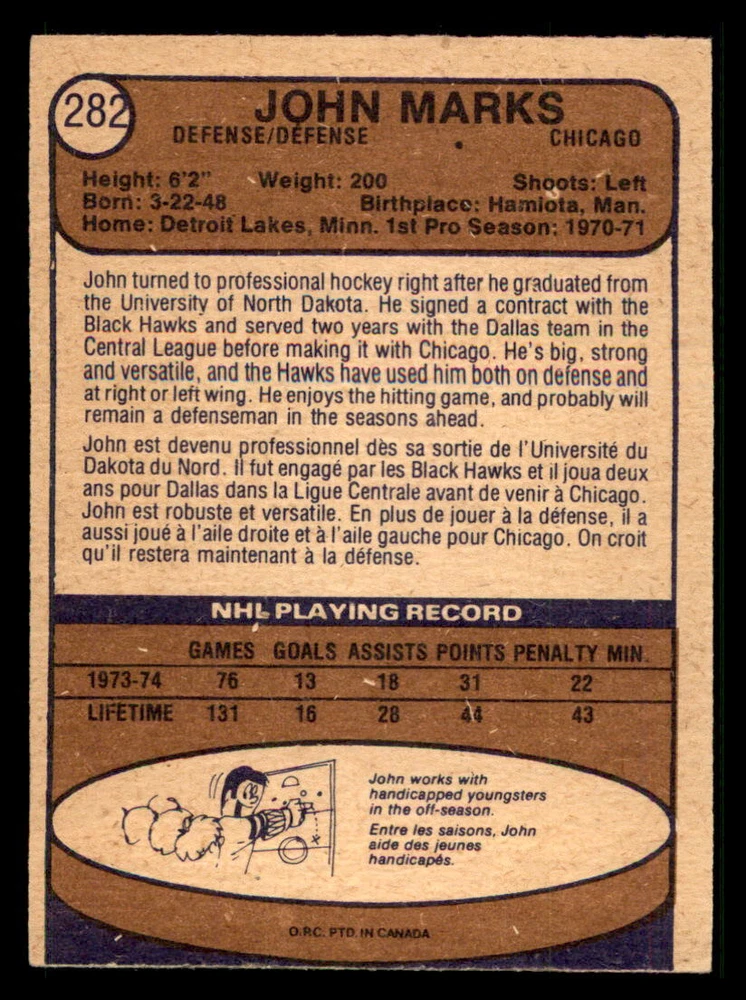 282
JOHN MARKS
DEFENSE/DÉFENSE CHICAGO
Height: 6'2" Weight: 200 Shoots: Left
Born: 3-22-48 Birthplace: Hamiota, Man.
Home: Detroit Lakes, Minn. 1st Pro Season: 1970-71
John turned to professional hockey right after he graduated from
the University of North Dakota. He signed a contract with the
Black Hawks and served two years with the Dallas team in the
Central League before making it with Chicago. He's big, strong
and versatile, and the Hawks have used him both on defense and
at right or left wing. He enjoys the hitting game, and probably will
remain a defenseman in the seasons ahead.
John est devenu professionnel dès sa sortie de l'Université du
Dakota du Nord. Il fut engagé par les Black Hawks et il joua deux
ans pour Dallas dans la Ligue Centrale avant de venir à Chicago.
John est robuste et versatile. En plus de jouer à la défense, il a
aussi joué à l'aile droite et à l'aile gauche pour Chicago. On croit
qu'il restera maintenant à la défense.
NHL PLAYING RECORD
GAMES GOALS ASSISTS POINTS PENALTY MIN.
1973-74 76 13 18 31 22
LIFETIME 131 16 28 44 43
John works with
handicapped youngsters
in the off-season.
Entre les saisons, John
aide des jeunes
handicapés.
O.P.C. PTD. IN CANADA